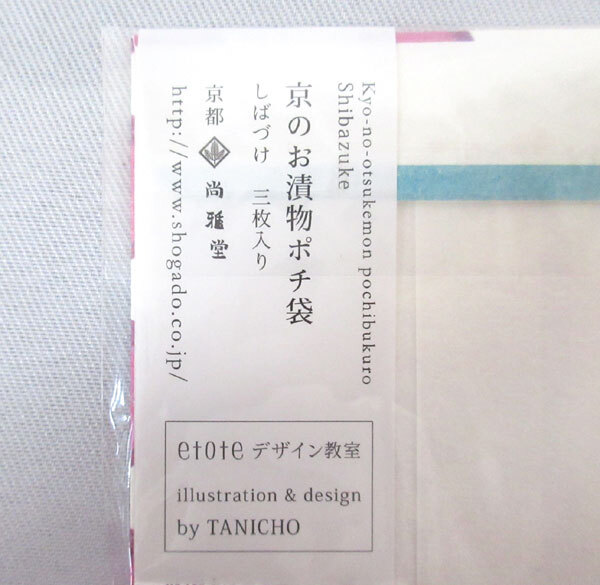 Kyo-no-otsukemon pochibukuro
Shibazuke
京のお漬物ポチ袋
しばづけ 三枚入り
京都 尚雅堂
http://www.shogado.co.jp/
etote デザイン教室
illustration & design
by TANICHO